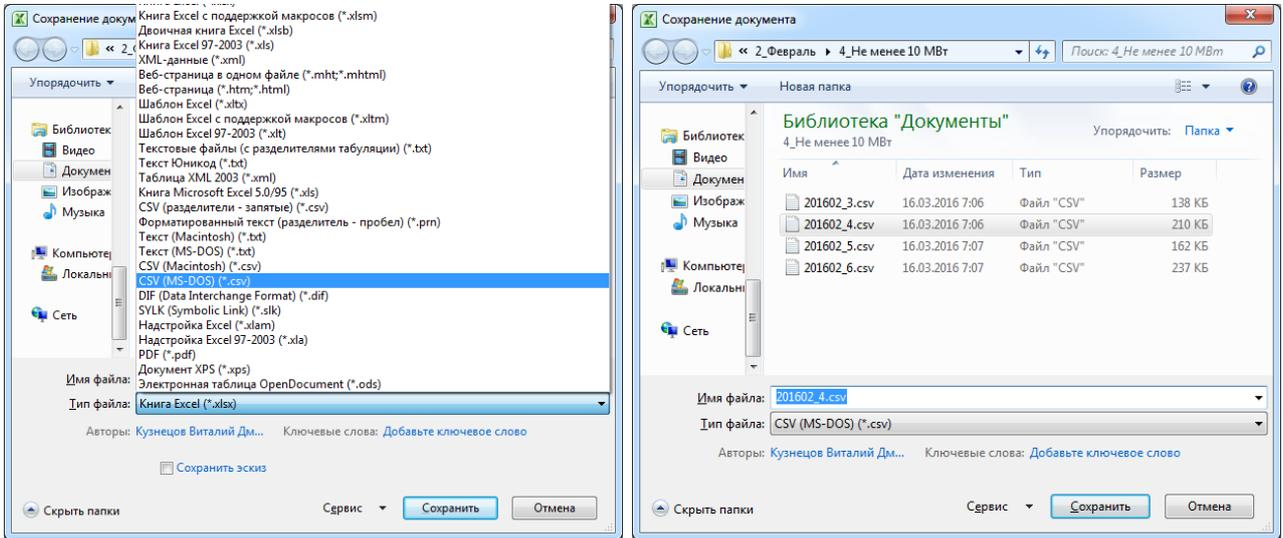 Сохранение докум
« 2_
Упорядочить
Библиотек
Видео
Докумен
Изображ
Музыка
Компьютер
Локальн
Сеть
Книга Excel с поддержкой макросов (*.xlsm)
Двоичная книга Excel (*.xlsb)
Книга Excel 97-2003 (*.xls)
XML-данные (*.xml)
Веб-страница в одном файле (*.mht;*.mhtml)
Веб-страница (*.htm;*.html)
Шаблон Excel (*.xltx)
Шаблон Excel с поддержкой макросов (*.xltm)
Шаблон Excel 97-2003 (*.xlt)
Текстовые файлы (с разделителями табуляции) (*.txt)
Текст Юникод (*.txt)
Таблица XML 2003 (*.xml)
Книга Microsoft Excel 5.0/95 (*.xls)
CSV (разделители - запятые) (*.csv)
Форматированный текст (разделитель - пробел) (*.prn)
Текст (Macintosh) (*.txt)
Текст (MS-DOS) (*.txt)
CSV (Macintosh) (*.csv)
CSV (MS-DOS) (*.csv)
DIF (Data Interchange Format) (*.dif)
SYLK (Symbolic Link) (*.slk)
Надстройка Excel (*.xlam)
Надстройка Excel 97-2003 (*.xla)
PDF (*.pdf)
Документ XPS (*.xps)
Электронная таблица OpenDocument (*.ods)
Имя файла:
Тип файла: Книга Excel (*.xlsx)
Авторы: Кузнецов Виталий Дм... Ключевые слова: Добавьте ключевое слово
Сохранить эскиз
Скрыть папки Сервис Сохранить Отмена
Сохранение документа
« 2_Февраль 4_Не менее 10 МВт Поиск: 4_Не менее 10 МВт
Упорядочить Новая папка
Библиотек
Видео
Докумен
Изображ
Музыка
Компьютер
Локальн
Сеть
Библиотека "Документы"
4_Не менее 10 МВт Упорядочить: Папка
Имя Дата изменения Тип Размер
201602_3.csv 16.03.2016 7:06 Файл "CSV" 138 КБ
201602_4.csv 16.03.2016 7:06 Файл "CSV" 210 КБ
201602_5.csv 16.03.2016 7:07 Файл "CSV" 162 КБ
201602_6.csv 16.03.2016 7:07 Файл "CSV" 237 КБ
Имя файла: 201602_4.csv
Тип файла: CSV (MS-DOS) (*.csv)
Авторы: Кузнецов Виталий Дм... Ключевые слова: Добавьте ключевое слово
Скрыть папки Сервис Сохранить Отмена